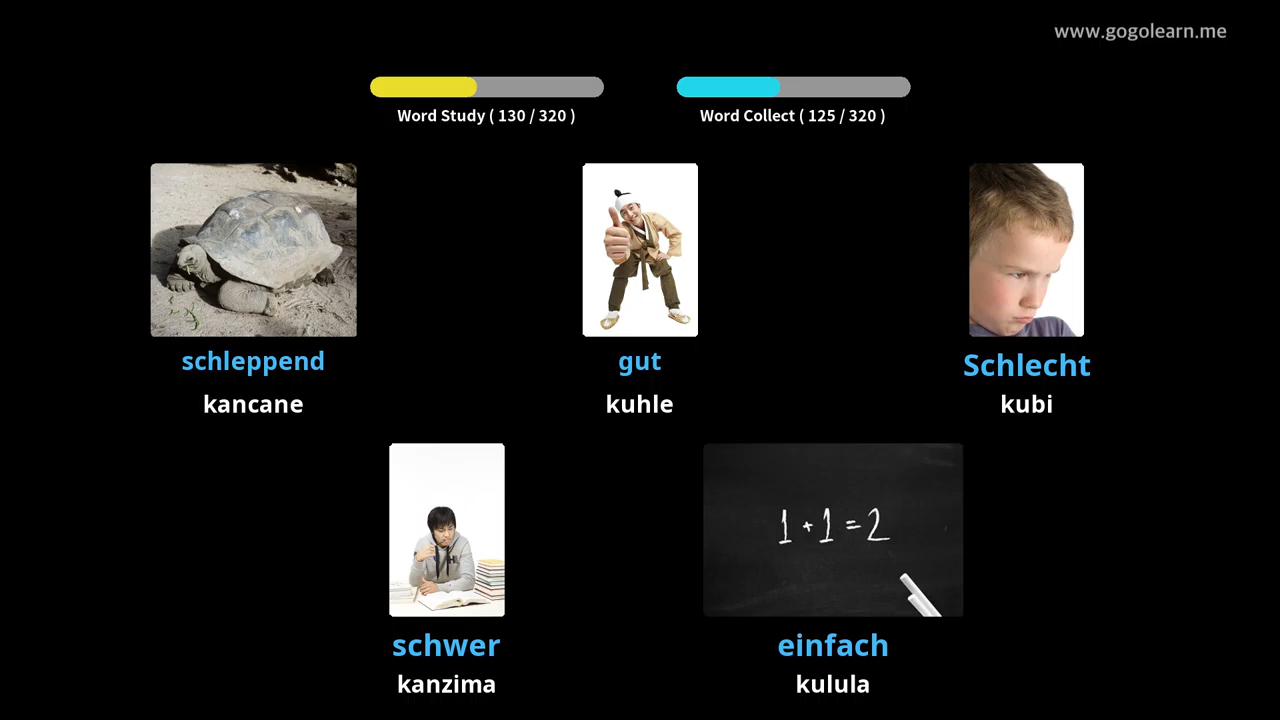 www.gogolearn.me
Word Study ( 130 / 320 )
Word Collect ( 125 / 320 )
schleppend
gut
Schlecht
kancane
kuhle
kubi
1 + 1 = 2
schwer
einfach
kanzima
kulula